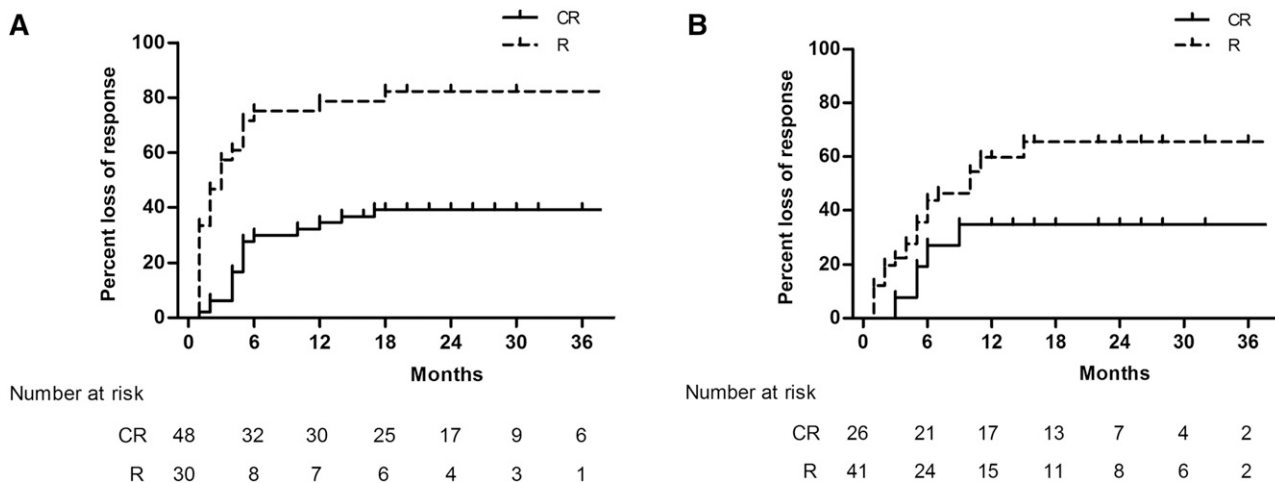 A
CR
R
Percent loss of response
100
80
60
40
20
0
0 6 12 18 24 30 36
Months
Number at risk
CR 48 32 30 25 17 9 6
R 30 8 7 6 4 3 1
B
CR
R
Percent loss of response
100
80
60
40
20
0
0 6 12 18 24 30 36
Months
Number at risk
CR 26 21 17 13 7 4 2
R 41 24 15 11 8 6 2